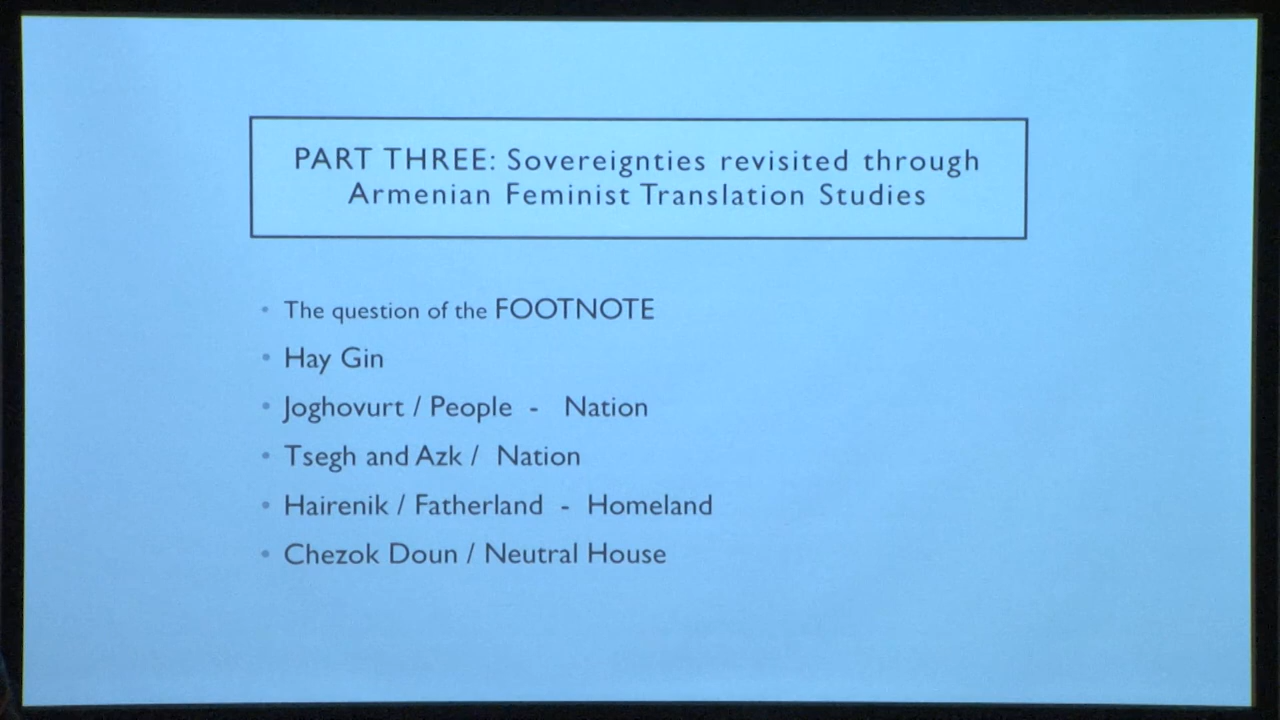 PART THREE: Sovereignties revisited through
Armenian Feminist Translation Studies
• The question of the FOOTNOTE
• Hay Gin
• Joghovurt / People - Nation
• Tsegh and Azk / Nation
• Hairenik / Fatherland - Homeland
• Chezok Doun / Neutral House